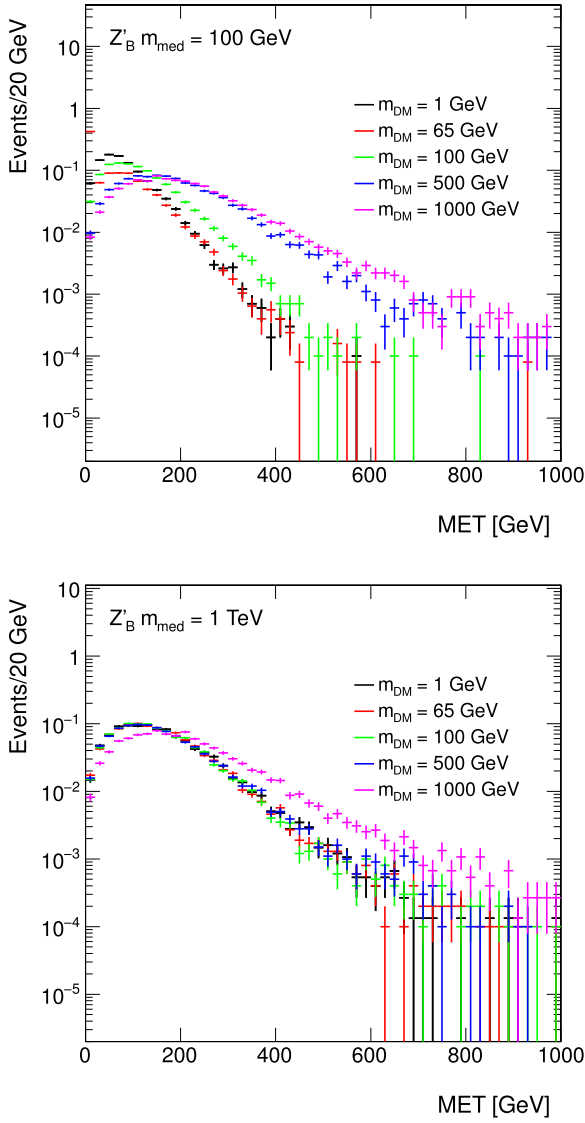 Events/20 GeV
Z'B mmed = 100 GeV
mDM = 1 GeV
mDM = 65 GeV
mDM = 100 GeV
mDM = 500 GeV
mDM = 1000 GeV
10
1
10⁻¹
10⁻²
10⁻³
10⁻⁴
10⁻⁵
0 200 400 600 800 1000
MET [GeV]
Events/20 GeV
Z'B mmed = 1 TeV
mDM = 1 GeV
mDM = 65 GeV
mDM = 100 GeV
mDM = 500 GeV
mDM = 1000 GeV
10
1
10⁻¹
10⁻²
10⁻³
10⁻⁴
10⁻⁵
0 200 400 600 800 1000
MET [GeV]